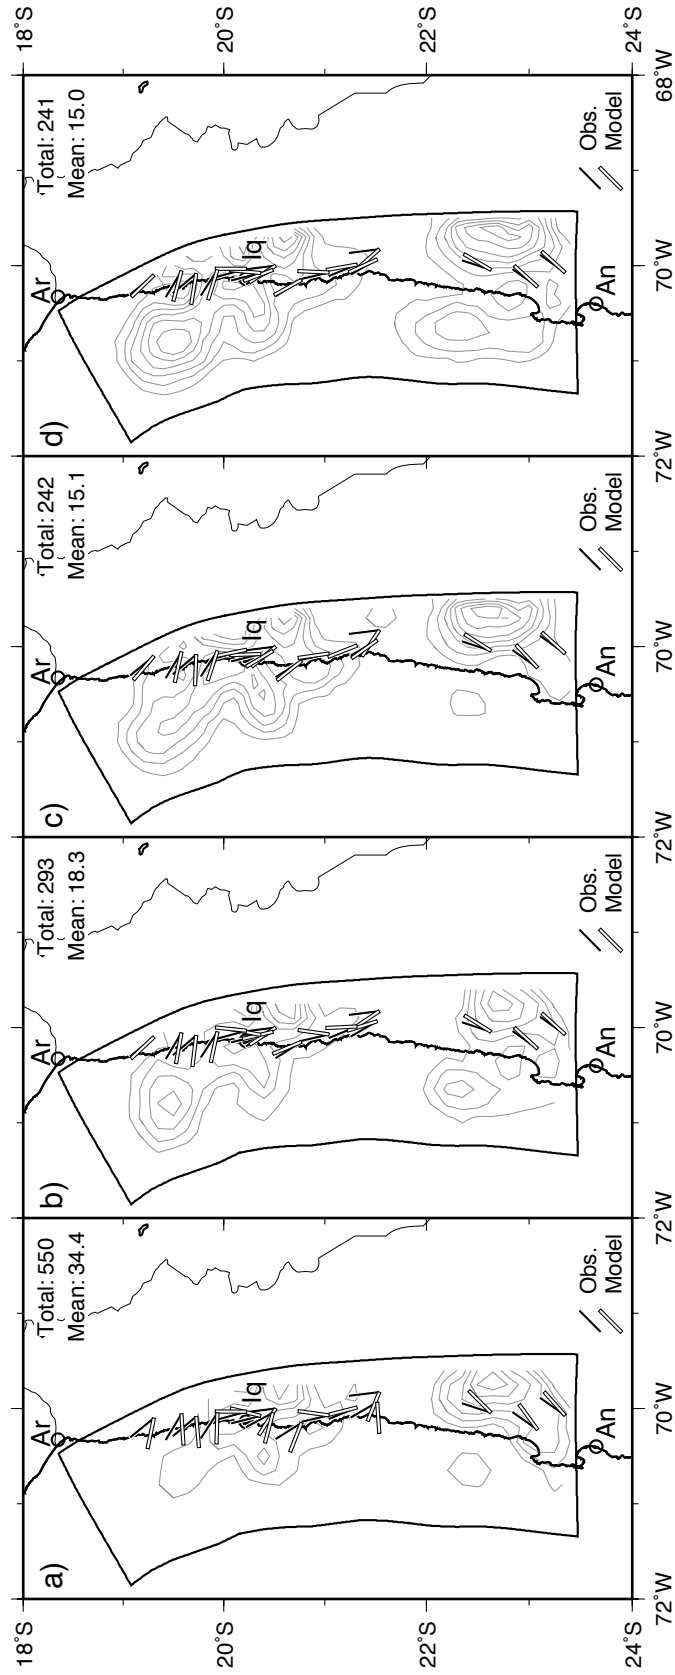 a)
Total: 550
Mean: 34.4
Ar
Iq
An
Obs.
Model
b)
Total: 293
Mean: 18.3
Ar
Iq
An
Obs.
Model
c)
Total: 242
Mean: 15.1
Ar
Iq
An
Obs.
Model
d)
Total: 241
Mean: 15.0
Ar
Iq
An
Obs.
Model
18˚S
20˚S
22˚S
24˚S
18˚S
20˚S
22˚S
24˚S
72˚W
70˚W
72˚W
70˚W
72˚W
70˚W
72˚W
70˚W
68˚W